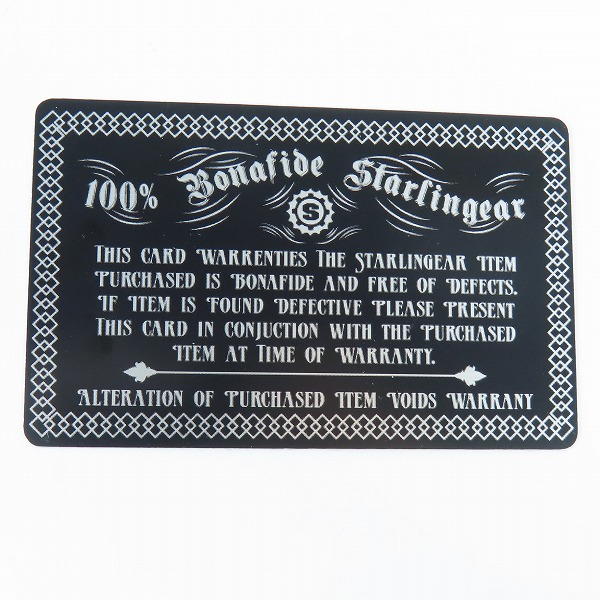 100% Bonafide Starlingear
S
THIS CARD WARRENTIES THE STARLINGEAR ITEM
PURCHASED IS BONAFIDE AND FREE OF DEFECTS.
IF ITEM IS FOUND DEFECTIVE PLEASE PRESENT
THIS CARD IN CONJUCTION WITH THE PURCHASED
ITEM AT TIME OF WARRANTY.
ALTERATION OF PURCHASED ITEM VOIDS WARRANY